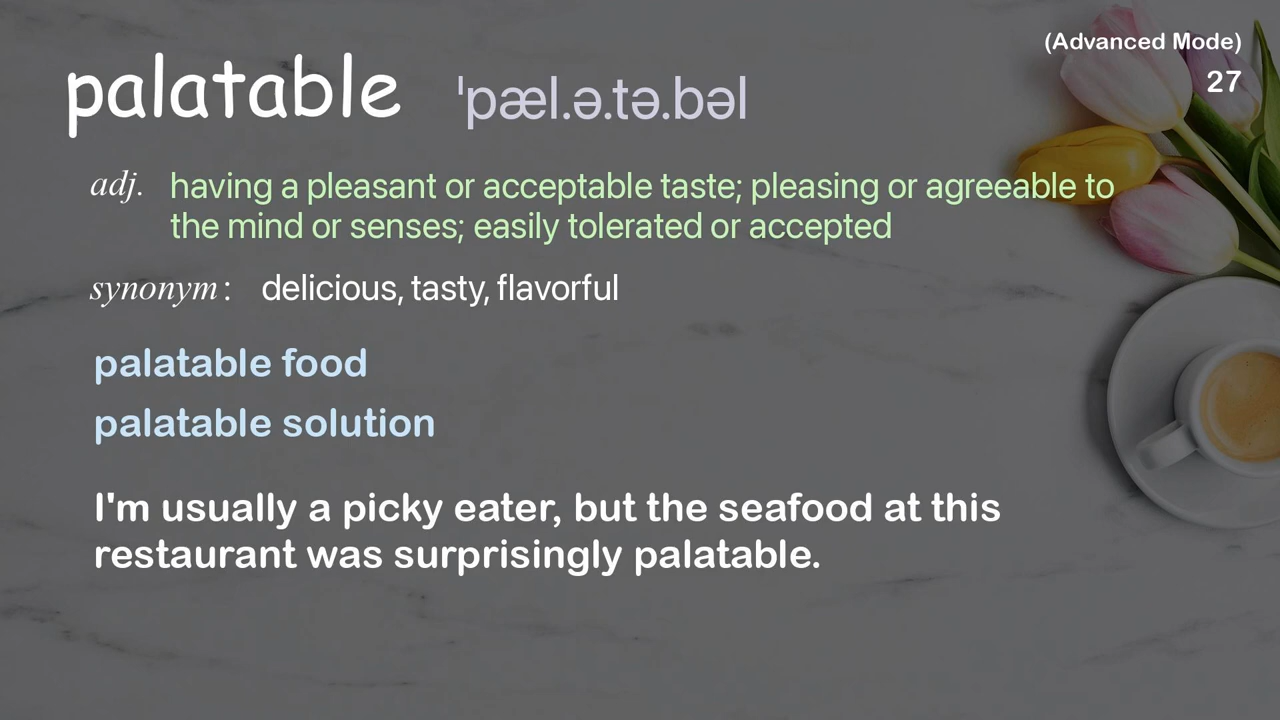 (Advanced Mode)
27
palatable ˈpæl.ə.tə.bəl
adj. having a pleasant or acceptable taste; pleasing or agreeable to
the mind or senses; easily tolerated or accepted
synonym : delicious, tasty, flavorful
palatable food
palatable solution
I'm usually a picky eater, but the seafood at this
restaurant was surprisingly palatable.